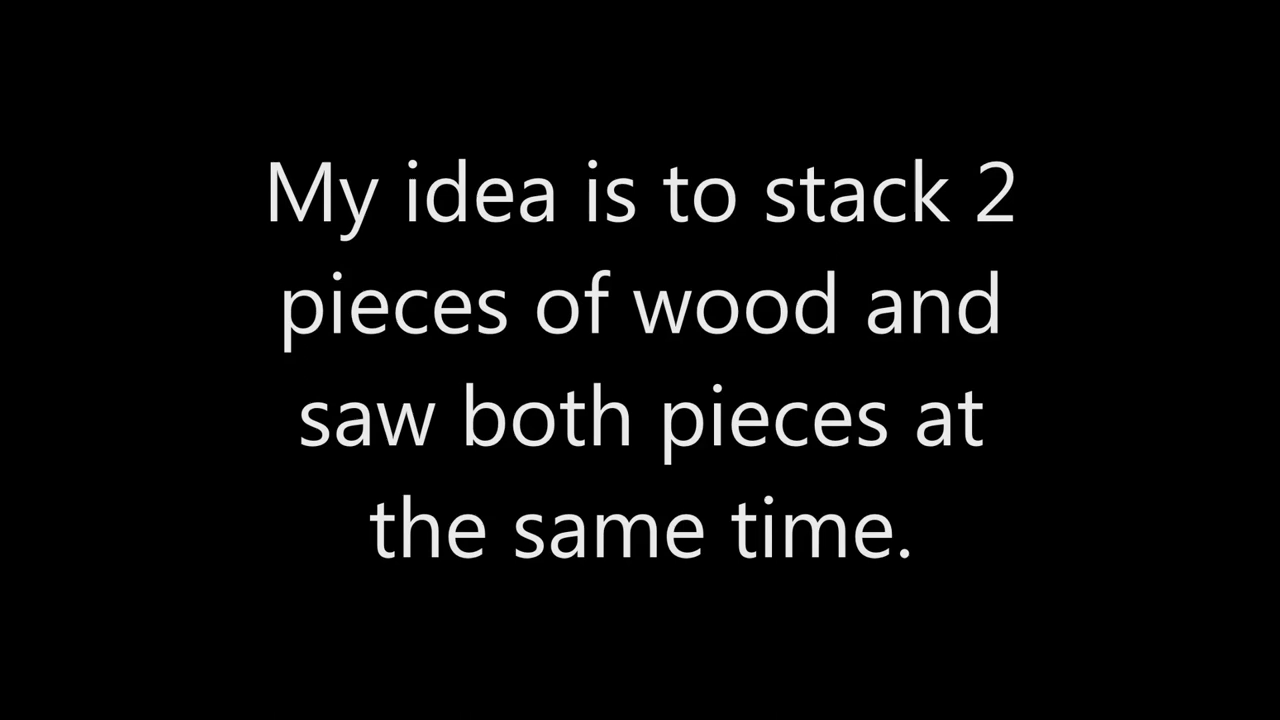 My idea is to stack 2
pieces of wood and
saw both pieces at
the same time.